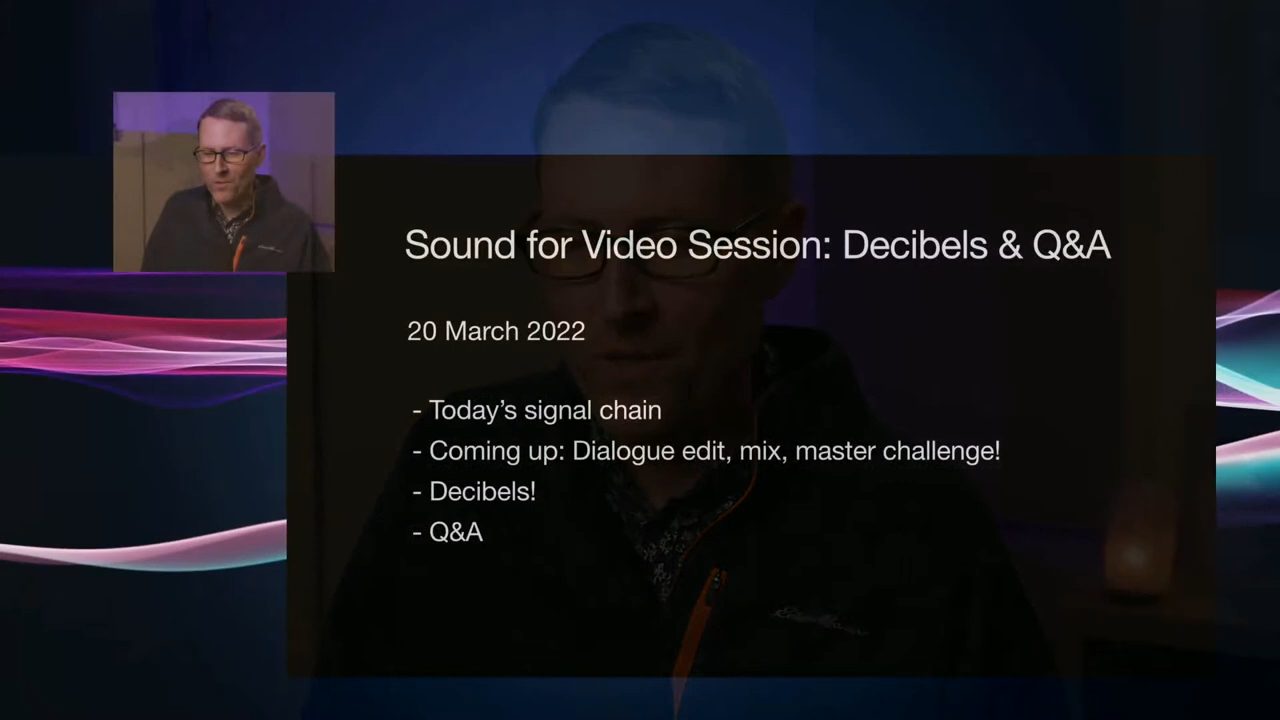 Sound for Video Session: Decibels & Q&A
20 March 2022
- Today's signal chain
- Coming up: Dialogue edit, mix, master challenge!
- Decibels!
- Q&A